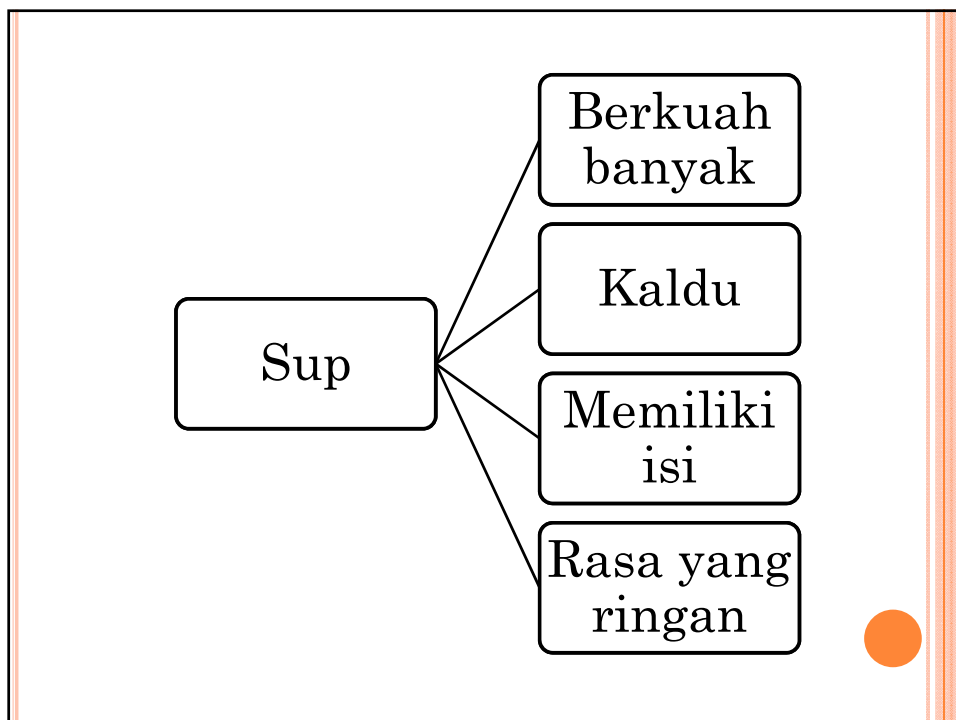 Sup
Berkuah
banyak
Kaldu
Memiliki
isi
Rasa yang
ringan